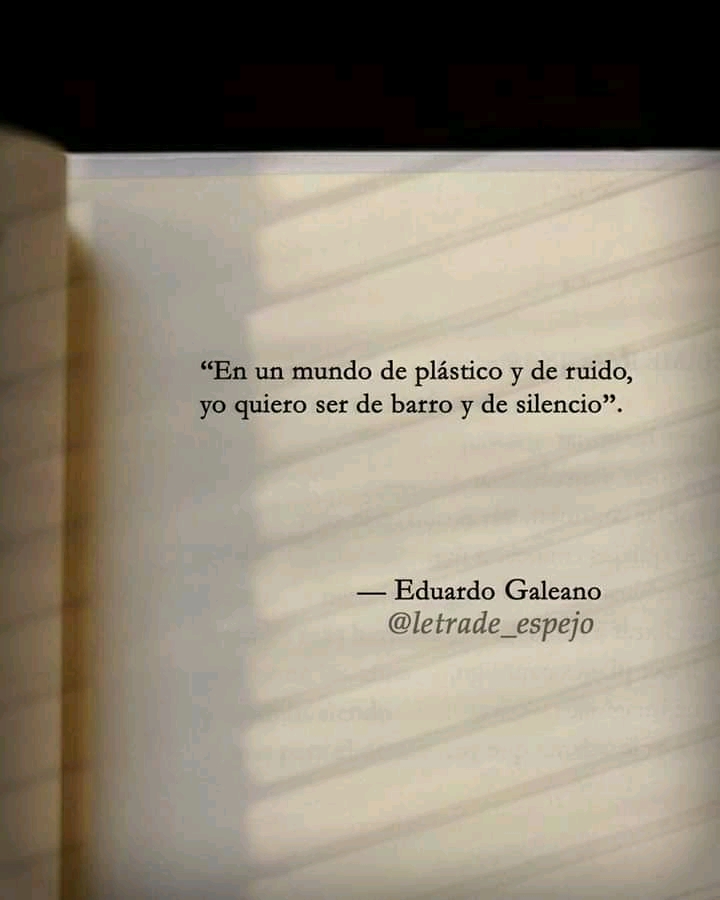 “En un mundo de plástico y de ruido,
yo quiero ser de barro y de silencio”.
— Eduardo Galeano
@letrade_espejo